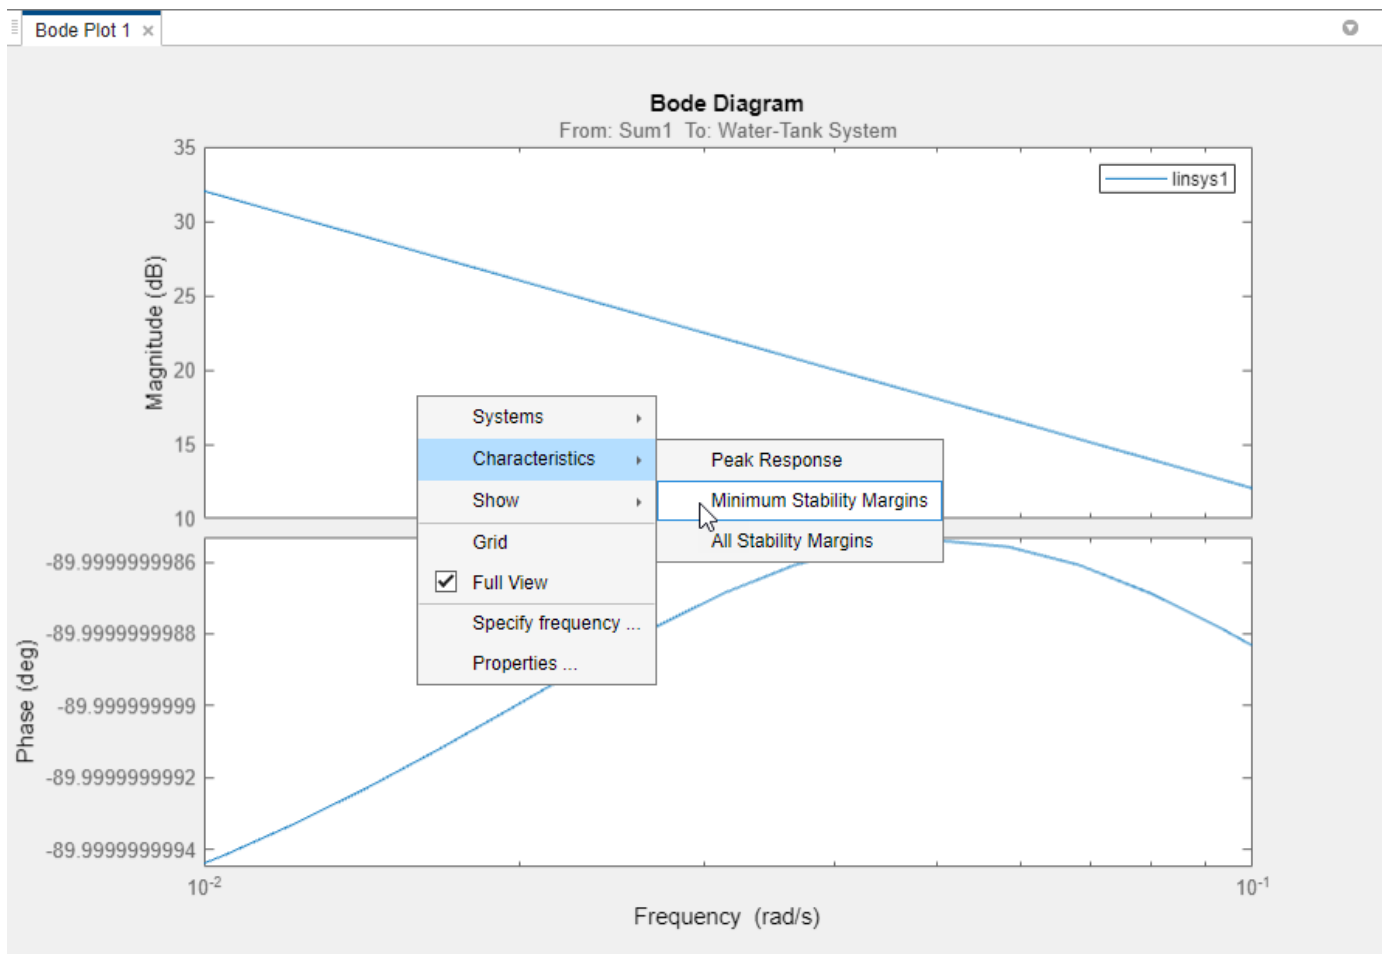 Bode Plot 1 ×
Bode Diagram
From: Sum1 To: Water-Tank System
35
30
25
20
15
10
Magnitude (dB)
linsys1
Systems
Characteristics
Show
Grid
Full View
Specify frequency ...
Properties ...
Peak Response
Minimum Stability Margins
All Stability Margins
-89.9999999986
-89.9999999988
-89.999999999
-89.9999999992
-89.9999999994
Phase (deg)
10-2
10-1
Frequency (rad/s)